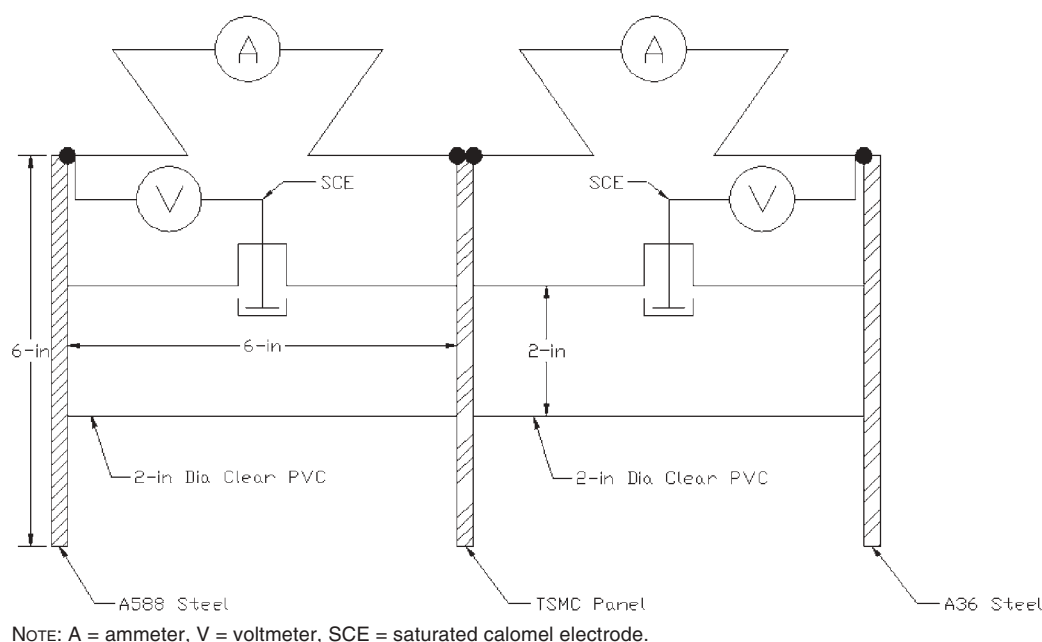 A
A
SCE
SCE
V
V
6-in
6-in
2-in
2-in Dia Clear PVC
2-in Dia Clear PVC
A588 Steel
TSMC Panel
A36 Steel
NOTE: A = ammeter, V = voltmeter, SCE = saturated calomel electrode.